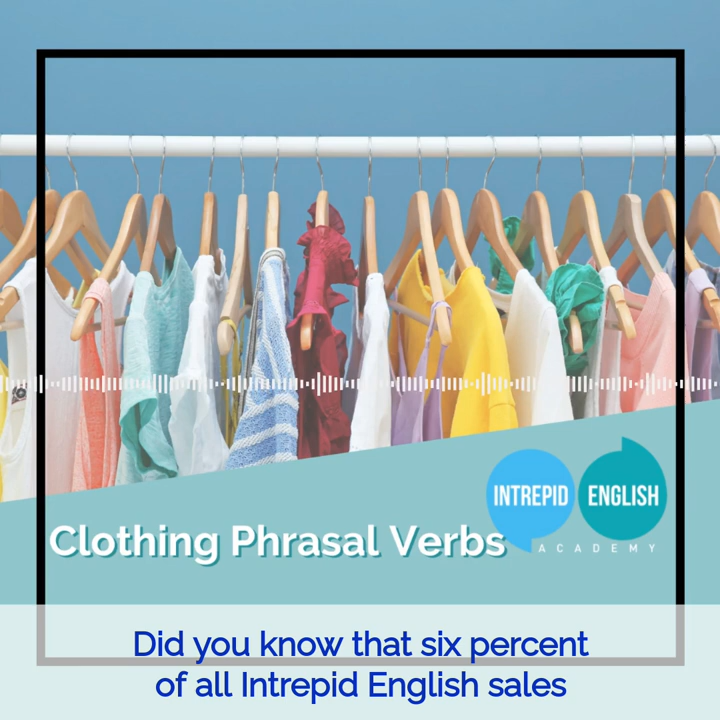 INTREPID ENGLISH
ACADEMY
Clothing Phrasal Verbs
Did you know that six percent
of all Intrepid English sales